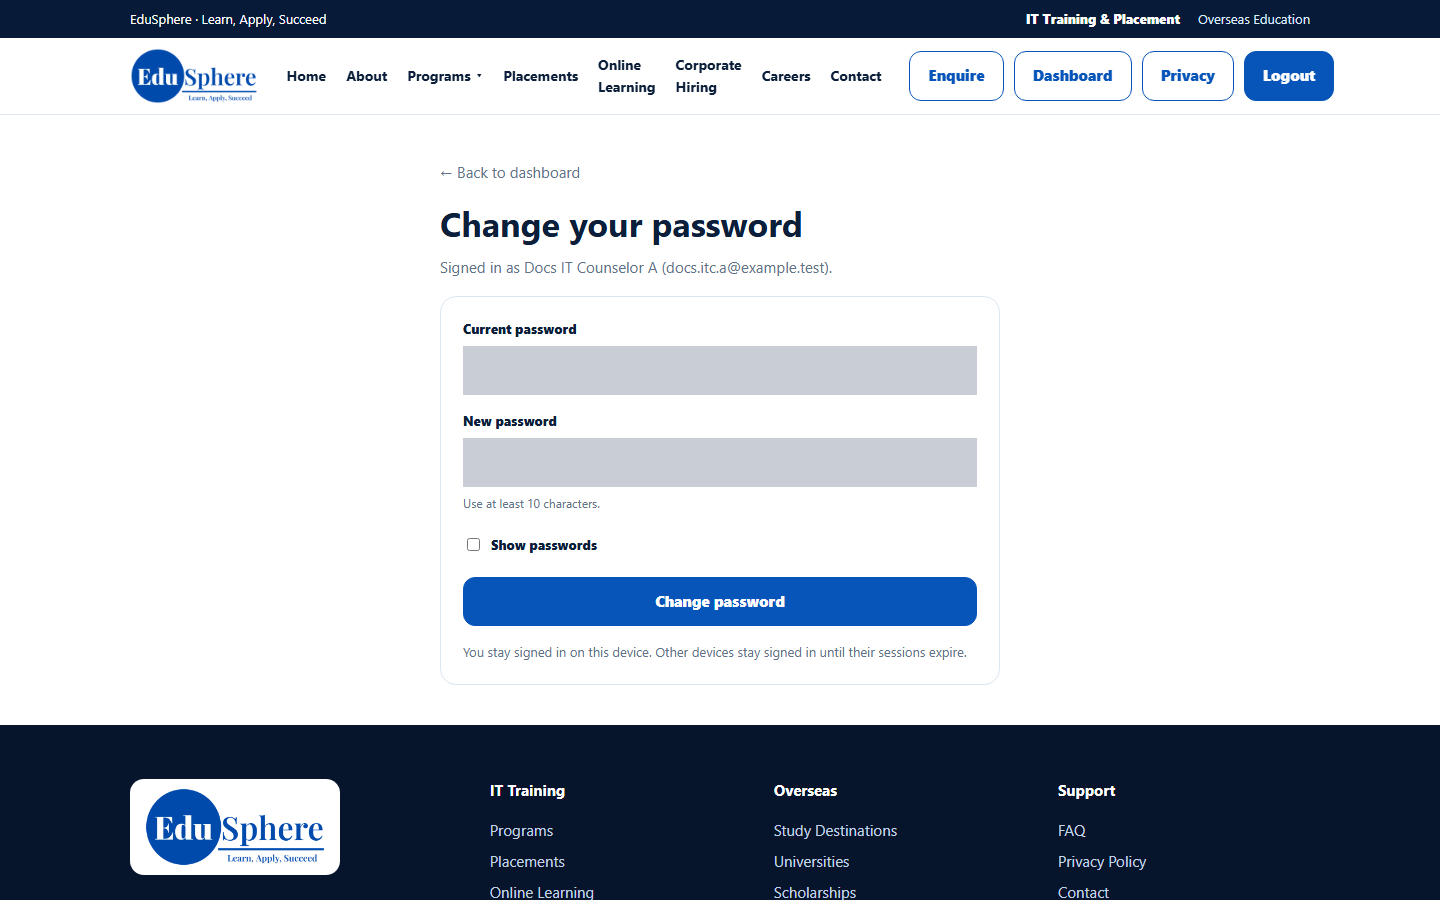 EduSphere · Learn, Apply, Succeed
IT Training & Placement
Overseas Education
EduSphere
Learn, Apply, Succeed
Home
About
Programs
Placements
Online
Learning
Corporate
Hiring
Careers
Contact
Enquire
Dashboard
Privacy
Logout
← Back to dashboard
Change your password
Signed in as Docs IT Counselor A (docs.itc.a@example.test).
Current password
New password
Use at least 10 characters.
Show passwords
Change password
You stay signed in on this device. Other devices stay signed in until their sessions expire.
EduSphere
Learn, Apply, Succeed
IT Training
Programs
Placements
Online Learning
Overseas
Study Destinations
Universities
Scholarships
Support
FAQ
Privacy Policy
Contact